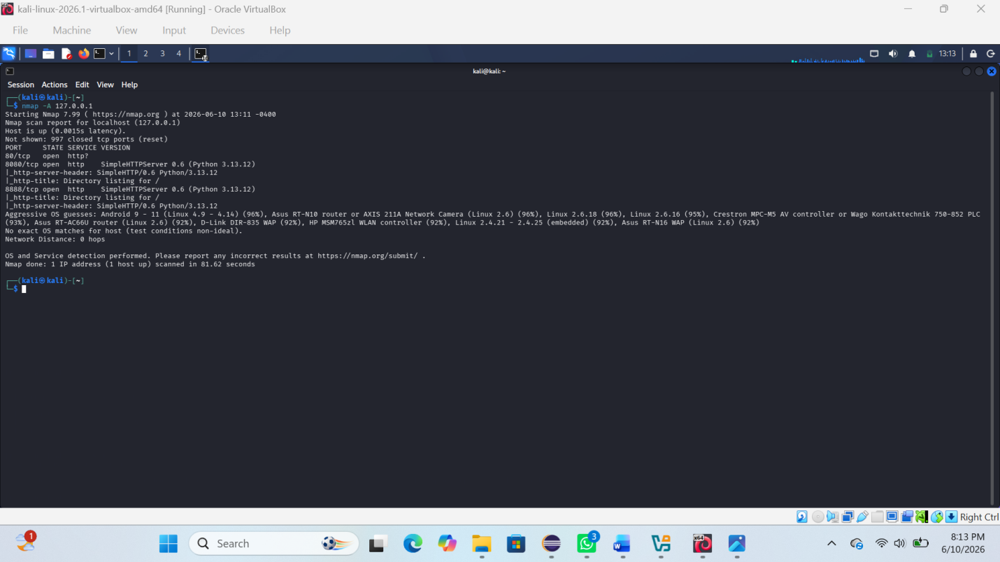 kali-linux-2026.1-virtualbox-amd64 [Running] - Oracle VirtualBox
File Machine View Input Devices Help
1 2 3 4 13:13
kali@kali: ~
Session Actions Edit View Help
┌──(kali㉿kali)-[~]
└─$ nmap -A 127.0.0.1
Starting Nmap 7.99 ( https://nmap.org ) at 2026-06-10 13:11 -0400
Nmap scan report for localhost (127.0.0.1)
Host is up (0.0015s latency).
Not shown: 997 closed tcp ports (reset)
PORT     STATE SERVICE VERSION
80/tcp   open  http?
8080/tcp open  http    SimpleHTTPServer 0.6 (Python 3.13.12)
|_http-server-header: SimpleHTTP/0.6 Python/3.13.12
|_http-title: Directory listing for /
8888/tcp open  http    SimpleHTTPServer 0.6 (Python 3.13.12)
|_http-title: Directory listing for /
|_http-server-header: SimpleHTTP/0.6 Python/3.13.12
Aggressive OS guesses: Android 9 - 11 (Linux 4.9 - 4.14) (96%), Asus RT-N10 router or AXIS 211A Network Camera (Linux 2.6) (96%), Linux 2.6.18 (96%), Linux 2.6.16 (95%), Crestron MPC-M5 AV controller or Wago Kontakttechnik 750-852 PLC
(93%), Asus RT-AC66U router (Linux 2.6) (92%), D-Link DIR-835 WAP (92%), HP MSM765zl WLAN controller (92%), Linux 2.4.21 - 2.4.25 (embedded) (92%), Asus RT-N16 WAP (Linux 2.6) (92%)
No exact OS matches for host (test conditions non-ideal).
Network Distance: 0 hops
OS and Service detection performed. Please report any incorrect results at https://nmap.org/submit/ .
Nmap done: 1 IP address (1 host up) scanned in 81.62 seconds
┌──(kali㉿kali)-[~]
└─$
Right Ctrl
1 Search 3 x64 8:13 PM
6/10/2026